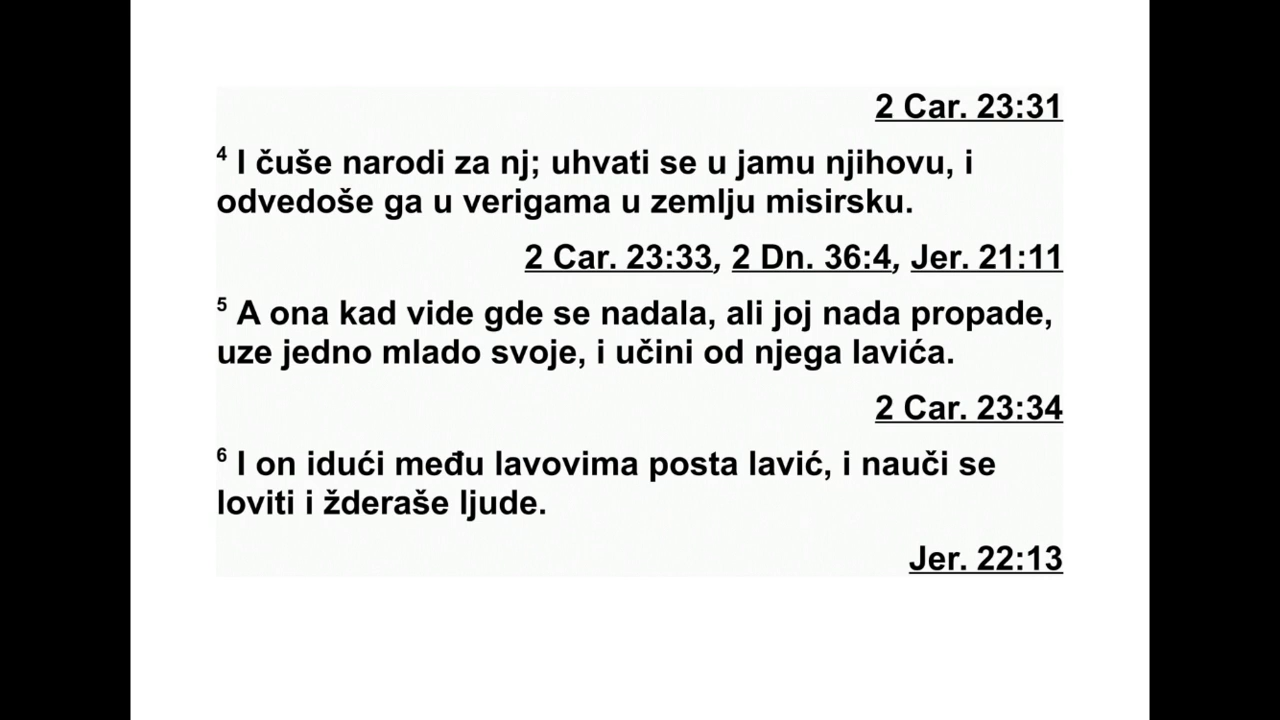 2 Car. 23:31
4 I čuše narodi za nj; uhvati se u jamu njihovu, i
odvedoše ga u verigama u zemlju misirsku.
2 Car. 23:33, 2 Dn. 36:4, Jer. 21:11
5 A ona kad vide gde se nadala, ali joj nada propade,
uze jedno mlado svoje, i učini od njega lavića.
2 Car. 23:34
6 I on idući među lavovima posta lavić, i nauči se
loviti i žderaše ljude.
Jer. 22:13